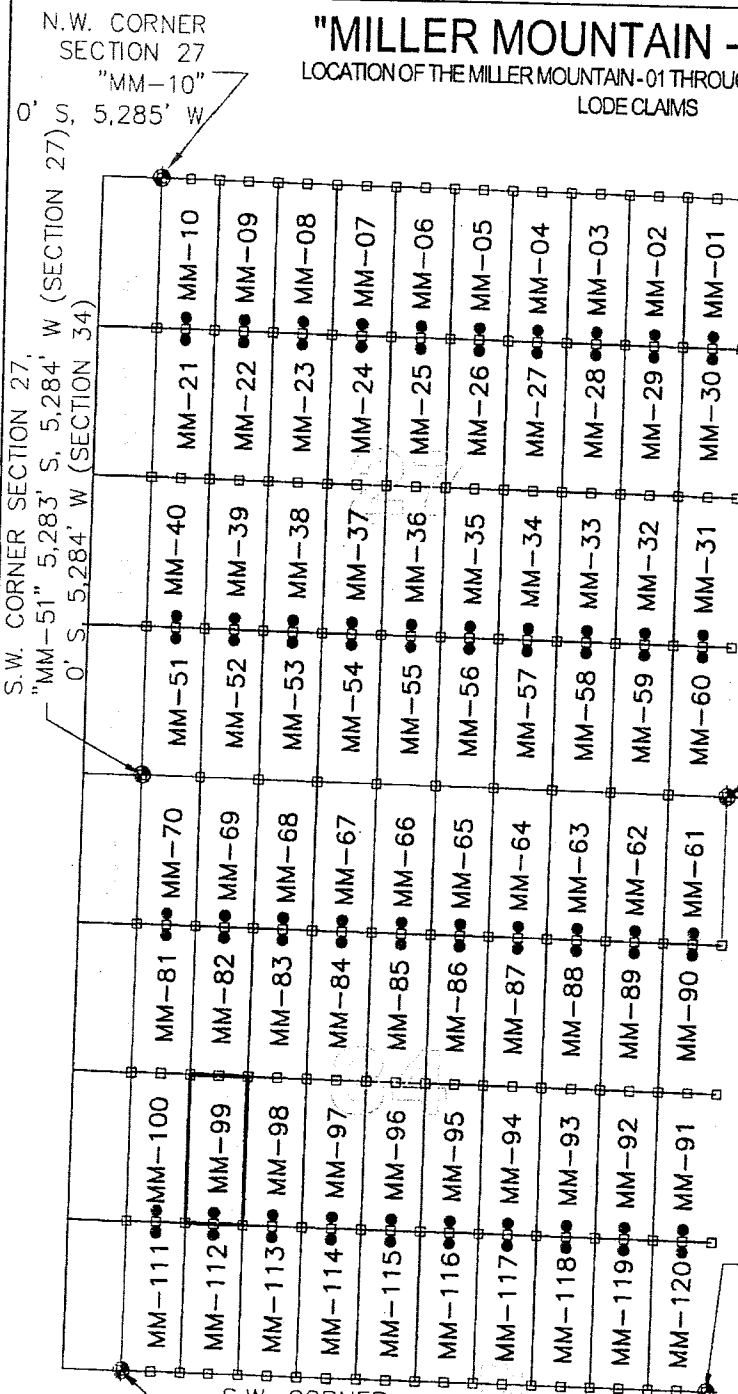 N.W. CORNER
SECTION 27
"MM-10"
0' S, 5,285' W
"MILLER MOUNTAIN -
LOCATION OF THE MILLER MOUNTAIN - 01 THROUG
LODE CLAIMS
S.W. CORNER SECTION 27,
"MM-51" 5,283' S, 5,284' W (SECTION 27)
0' S, 5,284' W (SECTION 34)
MM-10 MM-09 MM-08 MM-07 MM-06 MM-05 MM-04 MM-03 MM-02 MM-01
MM-21 MM-22 MM-23 MM-24 MM-25 MM-26 MM-27 MM-28 MM-29 MM-30
27
MM-40 MM-39 MM-38 MM-37 MM-36 MM-35 MM-34 MM-33 MM-32 MM-31
MM-51 MM-52 MM-53 MM-54 MM-55 MM-56 MM-57 MM-58 MM-59 MM-60
MM-70 MM-69 MM-68 MM-67 MM-66 MM-65 MM-64 MM-63 MM-62 MM-61
MM-81 MM-82 MM-83 MM-84 MM-85 MM-86 MM-87 MM-88 MM-89 MM-90
34
MM-100 MM-99 MM-98 MM-97 MM-96 MM-95 MM-94 MM-93 MM-92 MM-91
MM-111 MM-112 MM-113 MM-114 MM-115 MM-116 MM-117 MM-118 MM-119 MM-120
S.W. CORNER